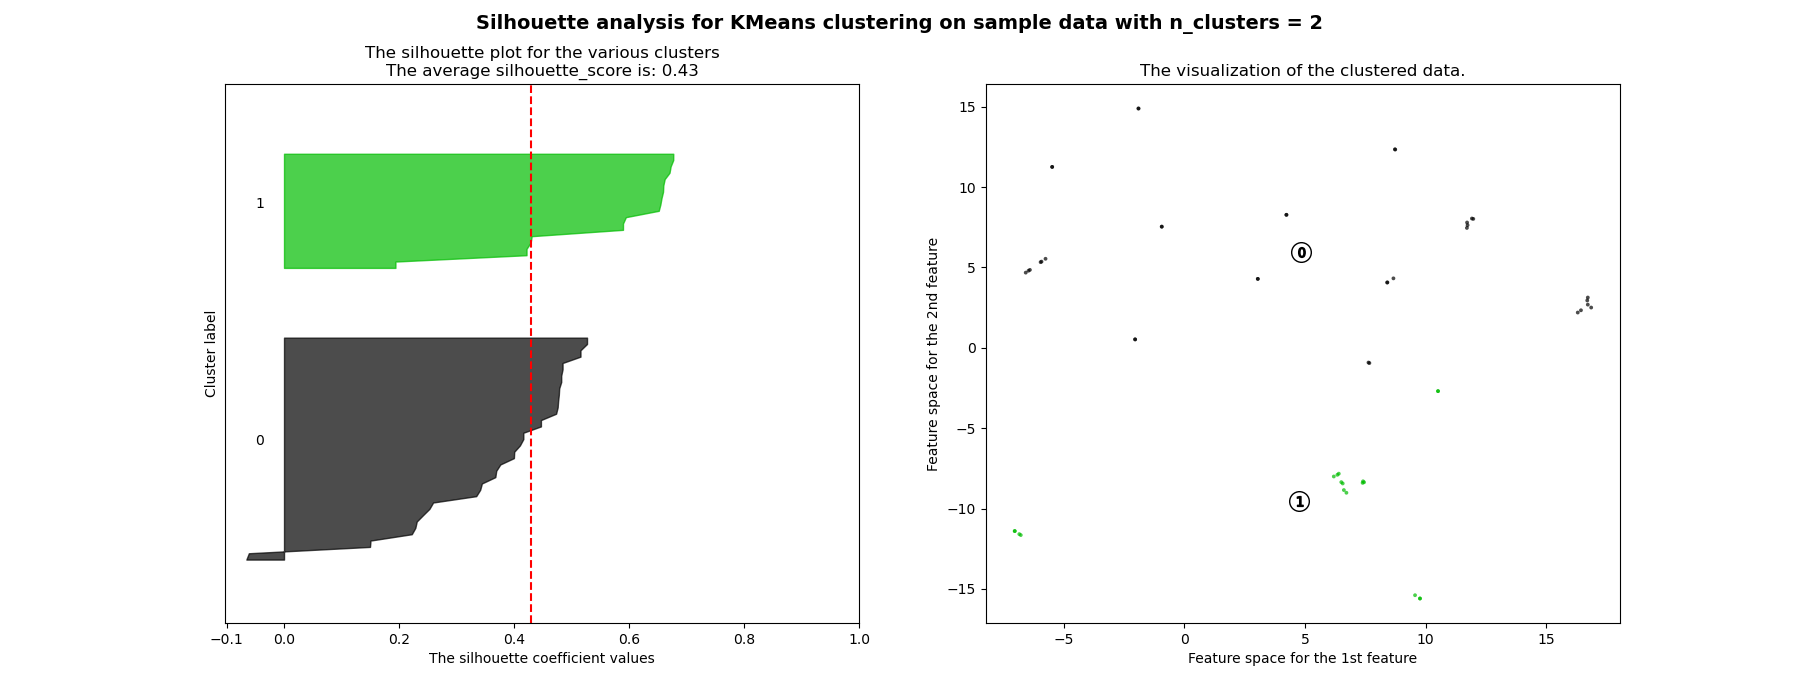 Silhouette analysis for KMeans clustering on sample data with n_clusters = 2
The silhouette plot for the various clusters
The average silhouette_score is: 0.43
1
0
Cluster label
−0.1 0.0 0.2 0.4 0.6 0.8 1.0
The silhouette coefficient values
The visualization of the clustered data.
15
10
5
0
−5
−10
−15
Feature space for the 2nd feature
0
1
−5 0 5 10 15
Feature space for the 1st feature